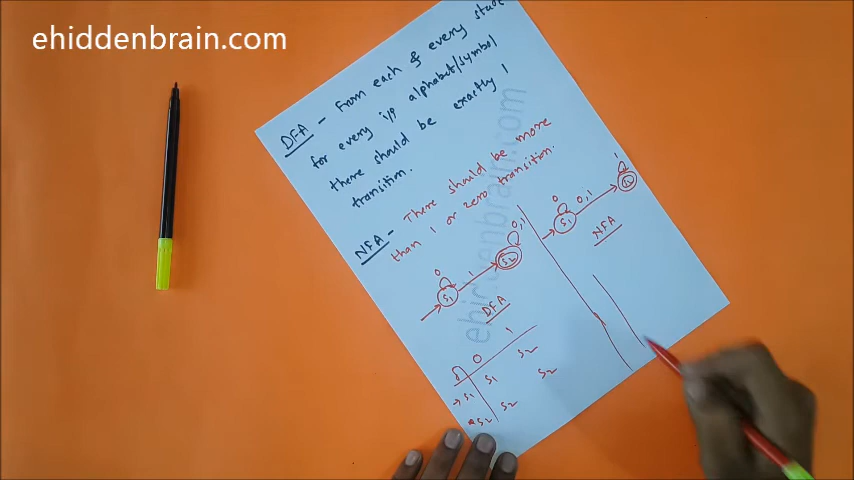 ehiddenbrain.com
DFA - From each & every state
for every i/p alphabet/symbol
there should be exactly 1
transition.
NFA - There should be more
than 1 or zero transition.
0 1 0,1
S1 S2
DFA
0 0,1 1
S1 S2
NFA
δ 0 1
→S1 S1 S2
*S2 S2 S2
ehiddenbrain.com